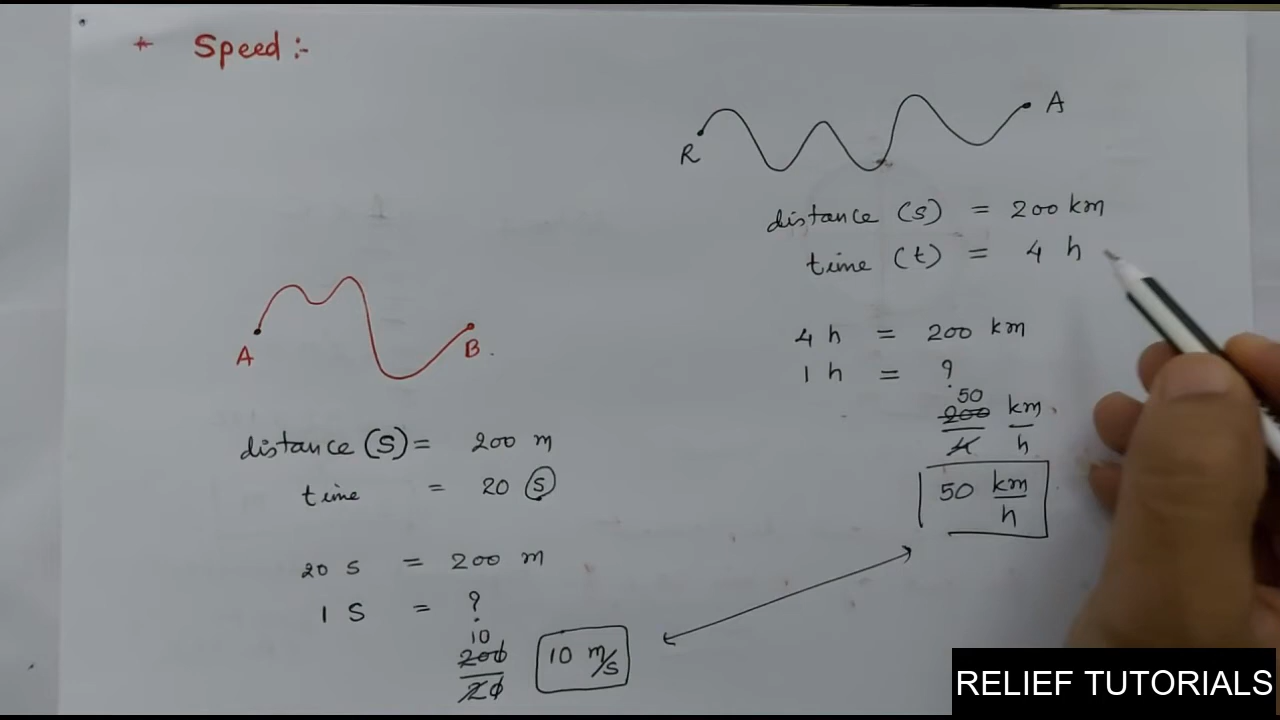 * Speed :-
R
A
distance (s) = 200 km
time (t) = 4 h
4 h = 200 km
1 h = ?
50
200 km
4 h
50 km
h
A
B.
distance (S) = 200 m
time = 20 s
20 s = 200 m
1 S = ?
10
200
20
10 m/s
RELIEF TUTORIALS